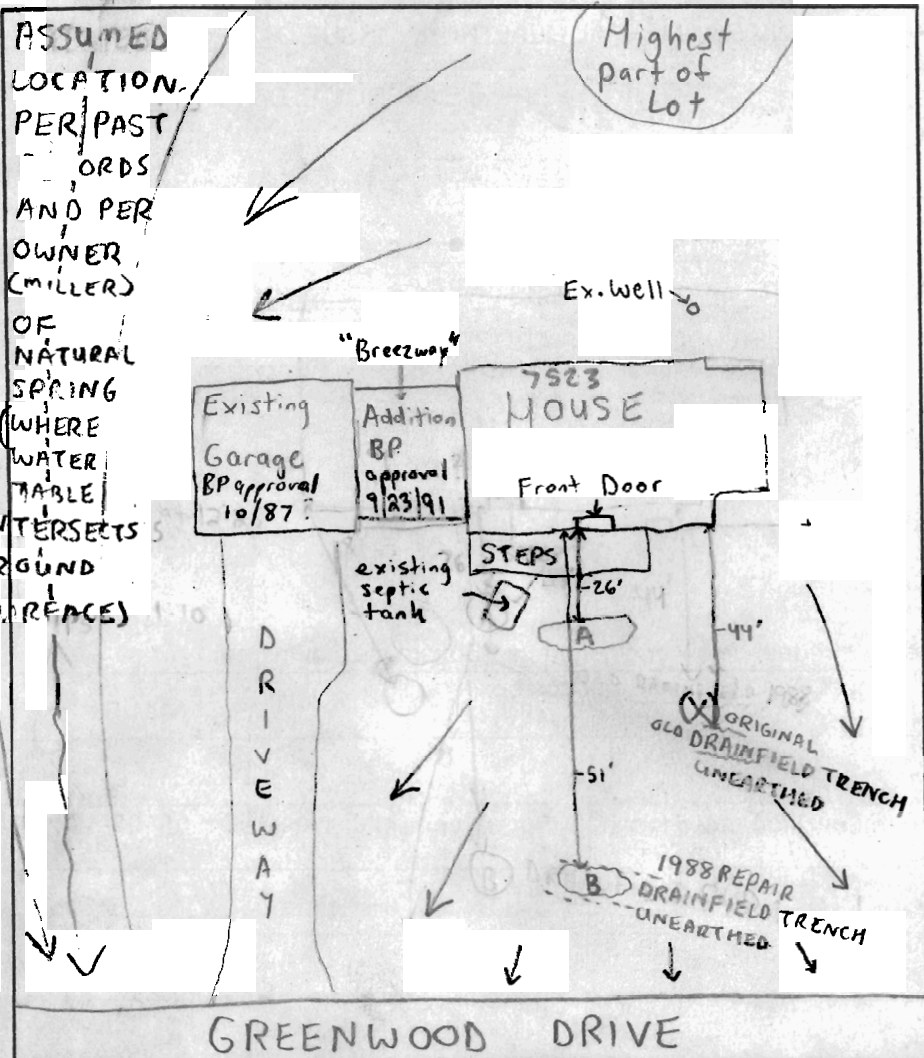 ASSUMED
LOCATION.
PER PAST
ORDS
AND PER
OWNER
(MILLER)
OF
NATURAL
SPRING
(WHERE
WATER
TABLE
TERSECTS
OUND
RFACE)
Highest
part of
Lot
Ex. Well
"Breezway"
7523
HOUSE
Existing
Garage
BP approval
10/87
Addition
BP
approval
9/23/91
Front Door
STEPS
existing
septic
tank
26'
A
44'
ORIGINAL
OLD DRAINFIELD TRENCH
UNEARTHED
51'
B
1988 REPAIR
DRAINFIELD TRENCH
UNEARTHED
DRIVEWAY
GREENWOOD DRIVE